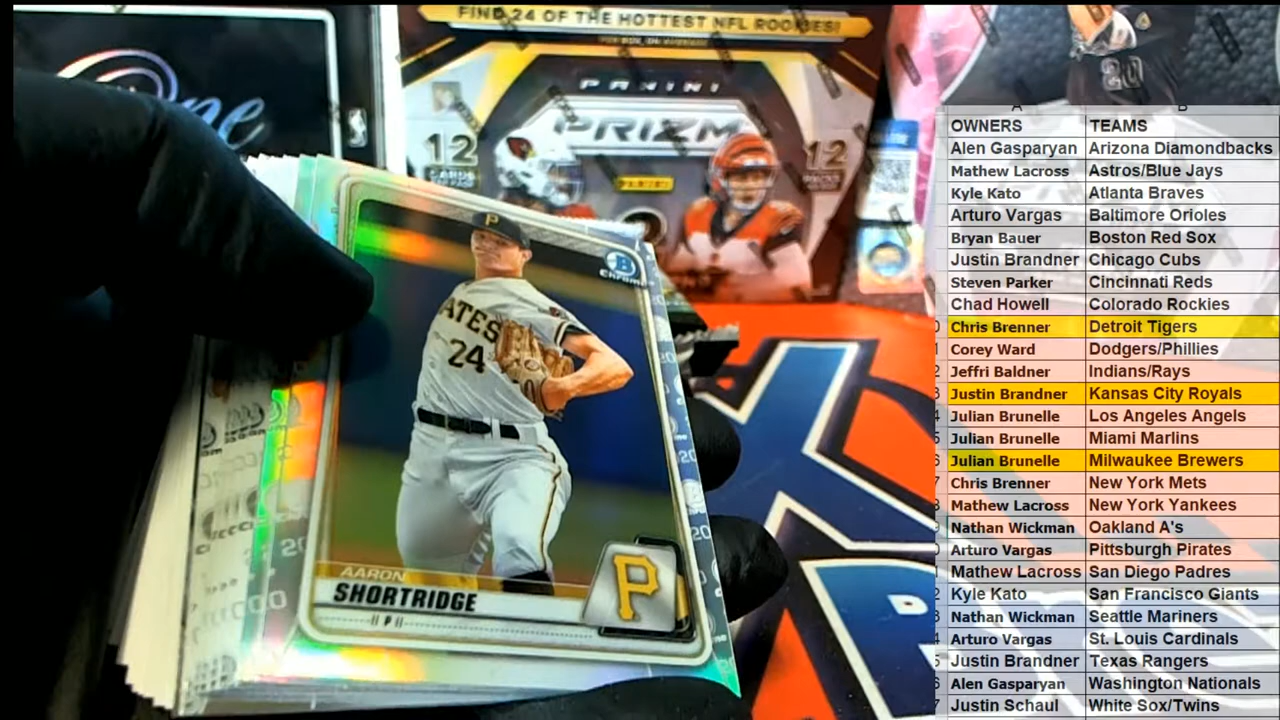 FIND 24 OF THE HOTTEST NFL ROOKIES!
One
PANINI
PRIZM
12
12
PANINI
20
P
B
Chrome
ATES
24
P
AARON
SHORTRIDGE
P
A B
OWNERS TEAMS
Alen Gasparyan Arizona Diamondbacks
Mathew Lacross Astros/Blue Jays
Kyle Kato Atlanta Braves
Arturo Vargas Baltimore Orioles
Bryan Bauer Boston Red Sox
Justin Brandner Chicago Cubs
Steven Parker Cincinnati Reds
Chad Howell Colorado Rockies
Chris Brenner Detroit Tigers
Corey Ward Dodgers/Phillies
Jeffri Baldner Indians/Rays
Justin Brandner Kansas City Royals
Julian Brunelle Los Angeles Angels
Julian Brunelle Miami Marlins
Julian Brunelle Milwaukee Brewers
Chris Brenner New York Mets
Mathew Lacross New York Yankees
Nathan Wickman Oakland A's
Arturo Vargas Pittsburgh Pirates
Mathew Lacross San Diego Padres
Kyle Kato San Francisco Giants
Nathan Wickman Seattle Mariners
Arturo Vargas St. Louis Cardinals
Justin Brandner Texas Rangers
Alen Gasparyan Washington Nationals
Justin Schaul White Sox/Twins